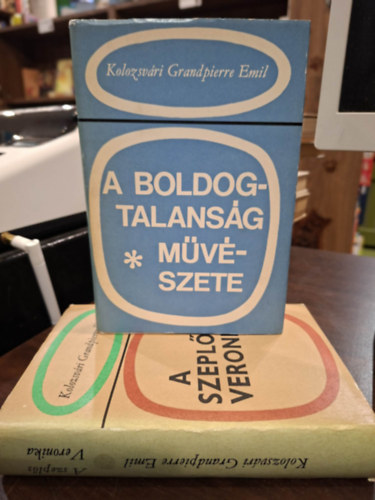 Kolozsvári Grandpierre Emil
A BOLDOG-
TALANSÁG
* MŰVÉ-
SZETE
Kolozsvári Grandpierre
A
SZEPLŐ
VERONI
Kolozsvári Grandpierre Emil
A szeplős
Veronika